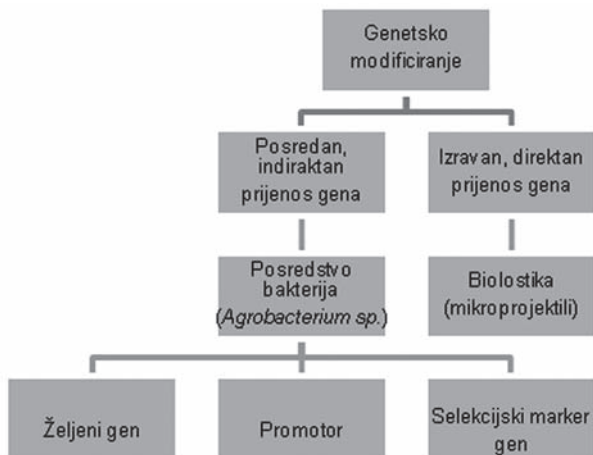 Genetsko
modificiranje
Posredan,
indiraktan
prijenos gena
Izravan, direktan
prijenos gena
Posredstvo
bakterija
(Agrobacterium sp.)
Biolostika
(mikroprojektili)
Željeni gen
Promotor
Selekcijski marker
gen